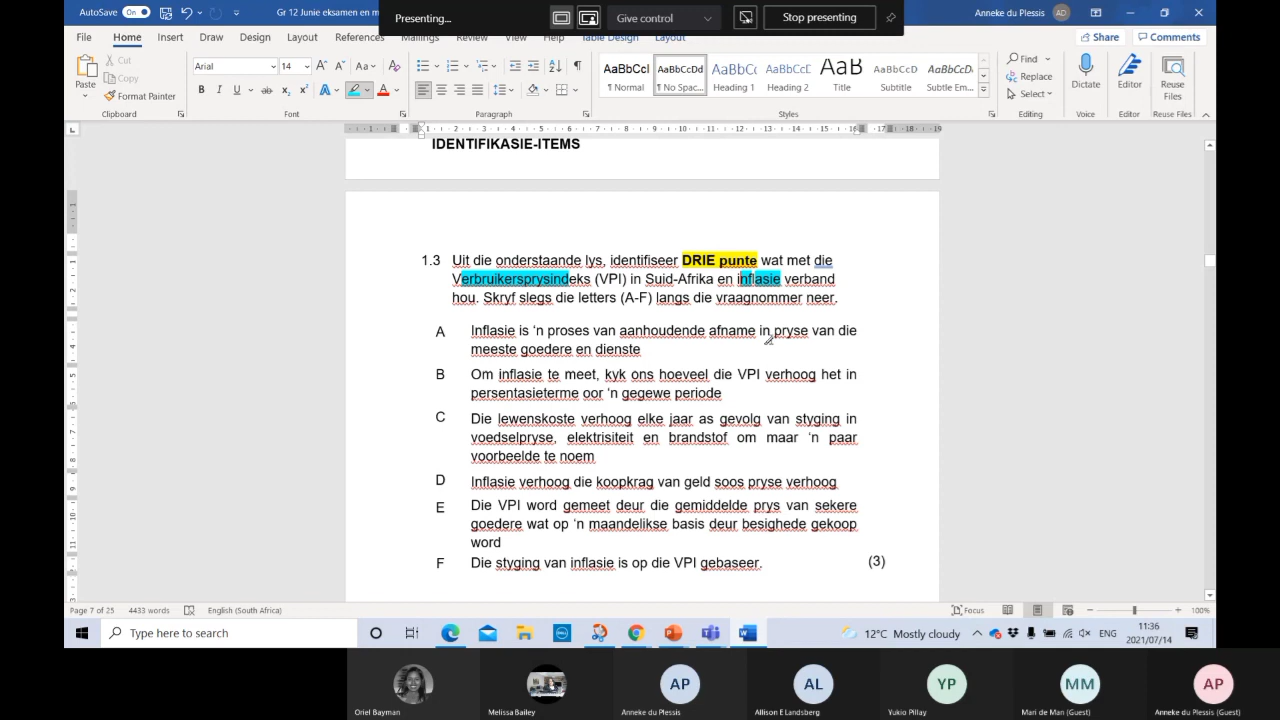 AutoSave
On
Gr 12 Junie eksamen en m
Presenting...
Give control
Stop presenting
Anneke du Plessis
AD
File
Home
Insert
Draw
Design
Layout
References
Mailings
Review
View
Help
Table Design
Layout
Share
Comments
Paste
Cut
Copy
Format Painter
Clipboard
Arial
14
Font
Paragraph
AaBbCcI
¶ Normal
AaBbCcDd
¶ No Spac...
AaBbCc
Heading 1
AaBbCcD
Heading 2
AaB
Title
AaBbCcD
Subtitle
AaBbCcD
Subtle Em...
Styles
Find
Replace
Select
Editing
Dictate
Voice
Editor
Editor
Reuse
Files
Reuse Files
IDENTIFIKASIE-ITEMS
1.3 Uit die onderstaande lys, identifiseer DRIE punte wat met die
Verbruikersprysindeks (VPI) in Suid-Afrika en inflasie verband
hou. Skryf slegs die letters (A-F) langs die vraagnommer neer.
A Inflasie is ‘n proses van aanhoudende afname in pryse van die
meeste goedere en dienste
B Om inflasie te meet, kyk ons hoeveel die VPI verhoog het in
persentasieterme oor ‘n gegewe periode
C Die lewenskoste verhoog elke jaar as gevolg van styging in
voedselpryse, elektrisiteit en brandstof om maar ‘n paar
voorbeelde te noem
D Inflasie verhoog die koopkrag van geld soos pryse verhoog
E Die VPI word gemeet deur die gemiddelde prys van sekere
goedere wat op ‘n maandelikse basis deur besighede gekoop
word
F Die styging van inflasie is op die VPI gebaseer. (3)
Page 7 of 25
4433 words
English (South Africa)
Focus
100%
Type here to search
12°C Mostly cloudy
ENG
11:36
2021/07/14
AP
AL
YP
MM
AP
Oriel Bayman
Melissa Bailey
Anneke du Plessis
Allison E Landsberg
Yukio Pillay
Mari de Man (Guest)
Anneke du Plessis (Guest)